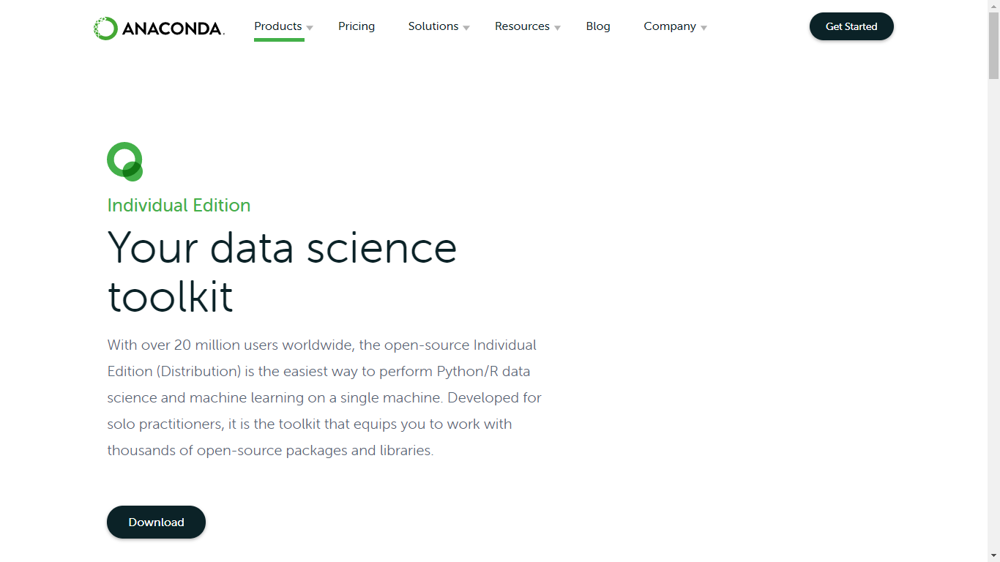 ANACONDA.
Products
Pricing
Solutions
Resources
Blog
Company
Get Started
Individual Edition
Your data science
toolkit
With over 20 million users worldwide, the open-source Individual
Edition (Distribution) is the easiest way to perform Python/R data
science and machine learning on a single machine. Developed for
solo practitioners, it is the toolkit that equips you to work with
thousands of open-source packages and libraries.
Download